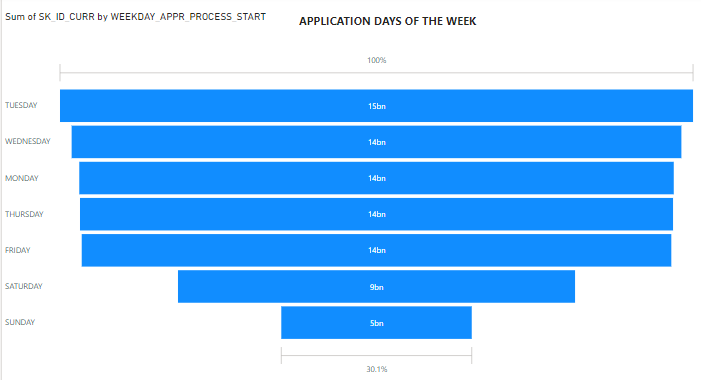 Sum of SK_ID_CURR by WEEKDAY_APPR_PROCESS_START
APPLICATION DAYS OF THE WEEK
100%
TUESDAY 15bn
WEDNESDAY 14bn
MONDAY 14bn
THURSDAY 14bn
FRIDAY 14bn
SATURDAY 9bn
SUNDAY 5bn
30.1%